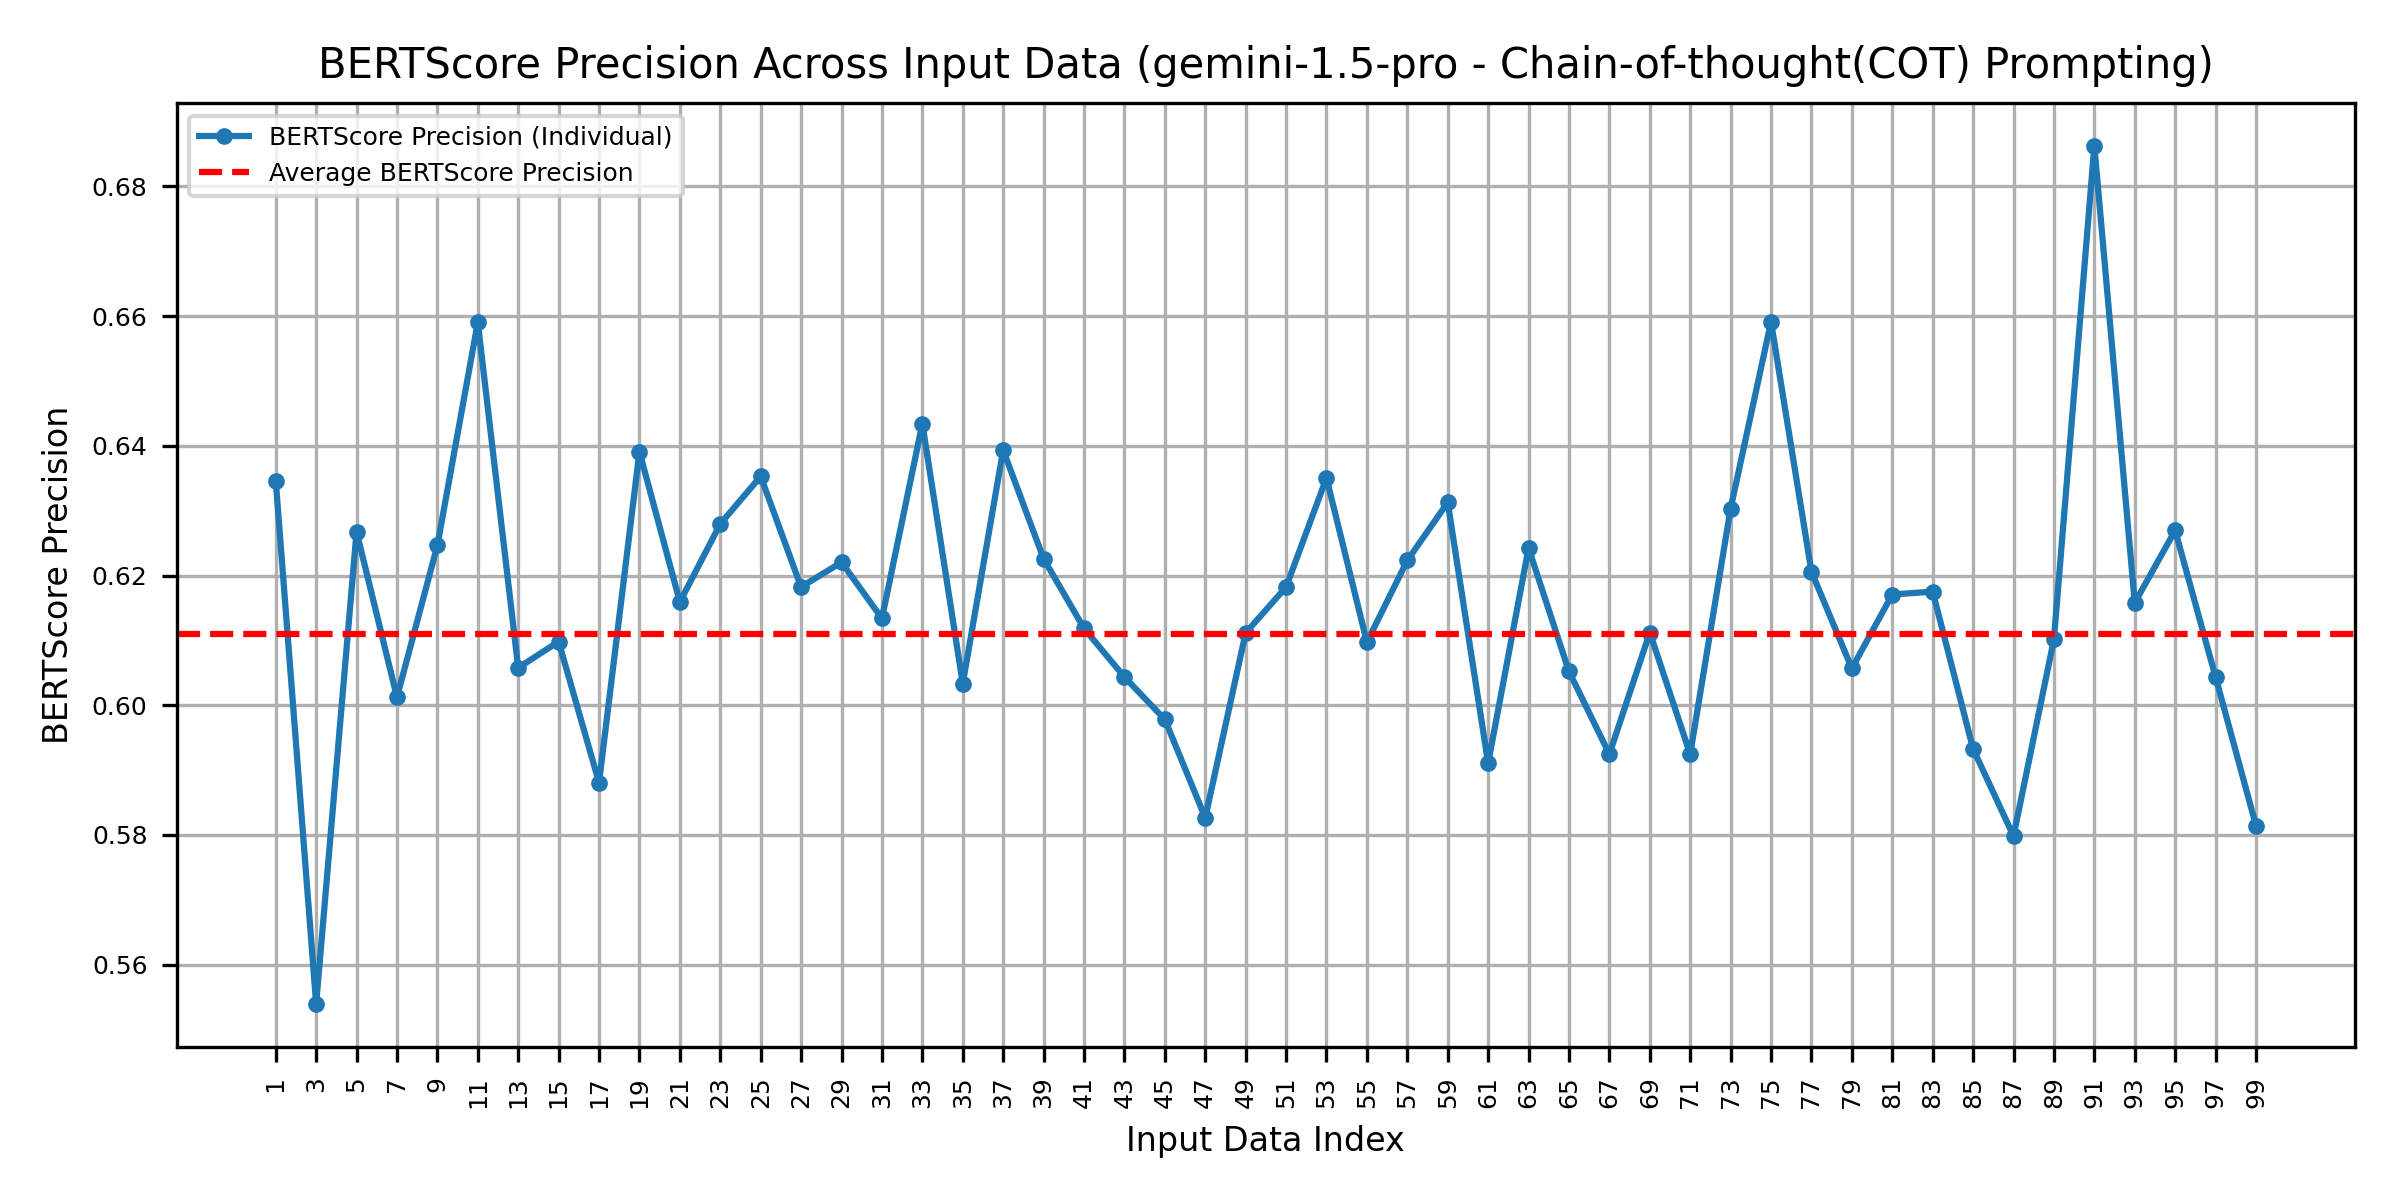 BERTScore Precision Across Input Data (gemini-1.5-pro - Chain-of-thought(COT) Prompting)
BERTScore Precision (Individual)
Average BERTScore Precision
BERTScore Precision
0.68
0.66
0.64
0.62
0.60
0.58
0.56
1 3 5 7 9 11 13 15 17 19 21 23 25 27 29 31 33 35 37 39 41 43 45 47 49 51 53 55 57 59 61 63 65 67 69 71 73 75 77 79 81 83 85 87 89 91 93 95 97 99
Input Data Index